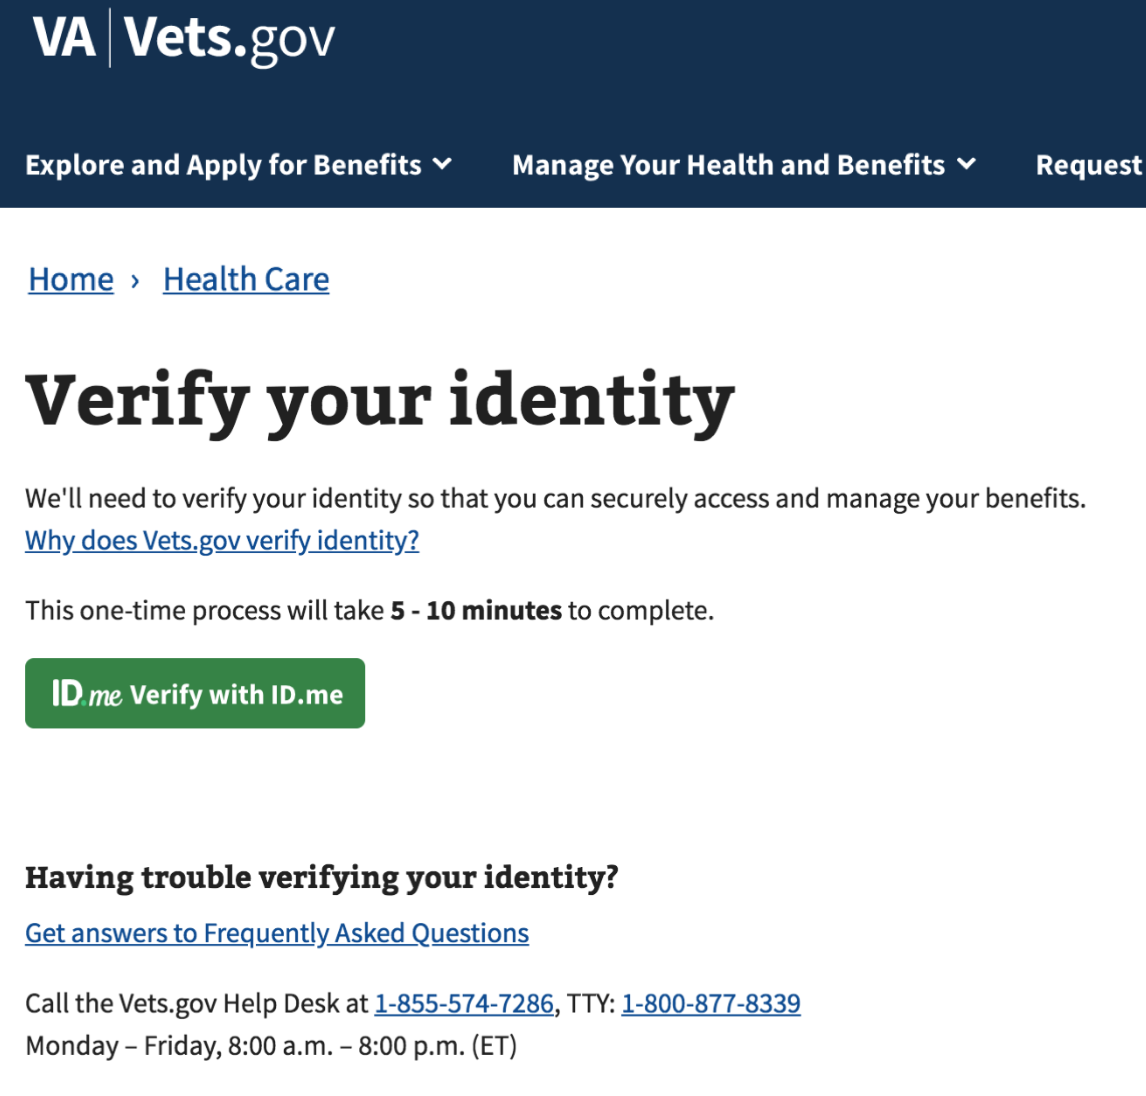 VA | Vets.gov
Explore and Apply for Benefits Manage Your Health and Benefits Request
Home › Health Care
Verify your identity
We'll need to verify your identity so that you can securely access and manage your benefits.
Why does Vets.gov verify identity?
This one-time process will take 5 - 10 minutes to complete.
ID.me Verify with ID.me
Having trouble verifying your identity?
Get answers to Frequently Asked Questions
Call the Vets.gov Help Desk at 1-855-574-7286, TTY: 1-800-877-8339
Monday – Friday, 8:00 a.m. – 8:00 p.m. (ET)